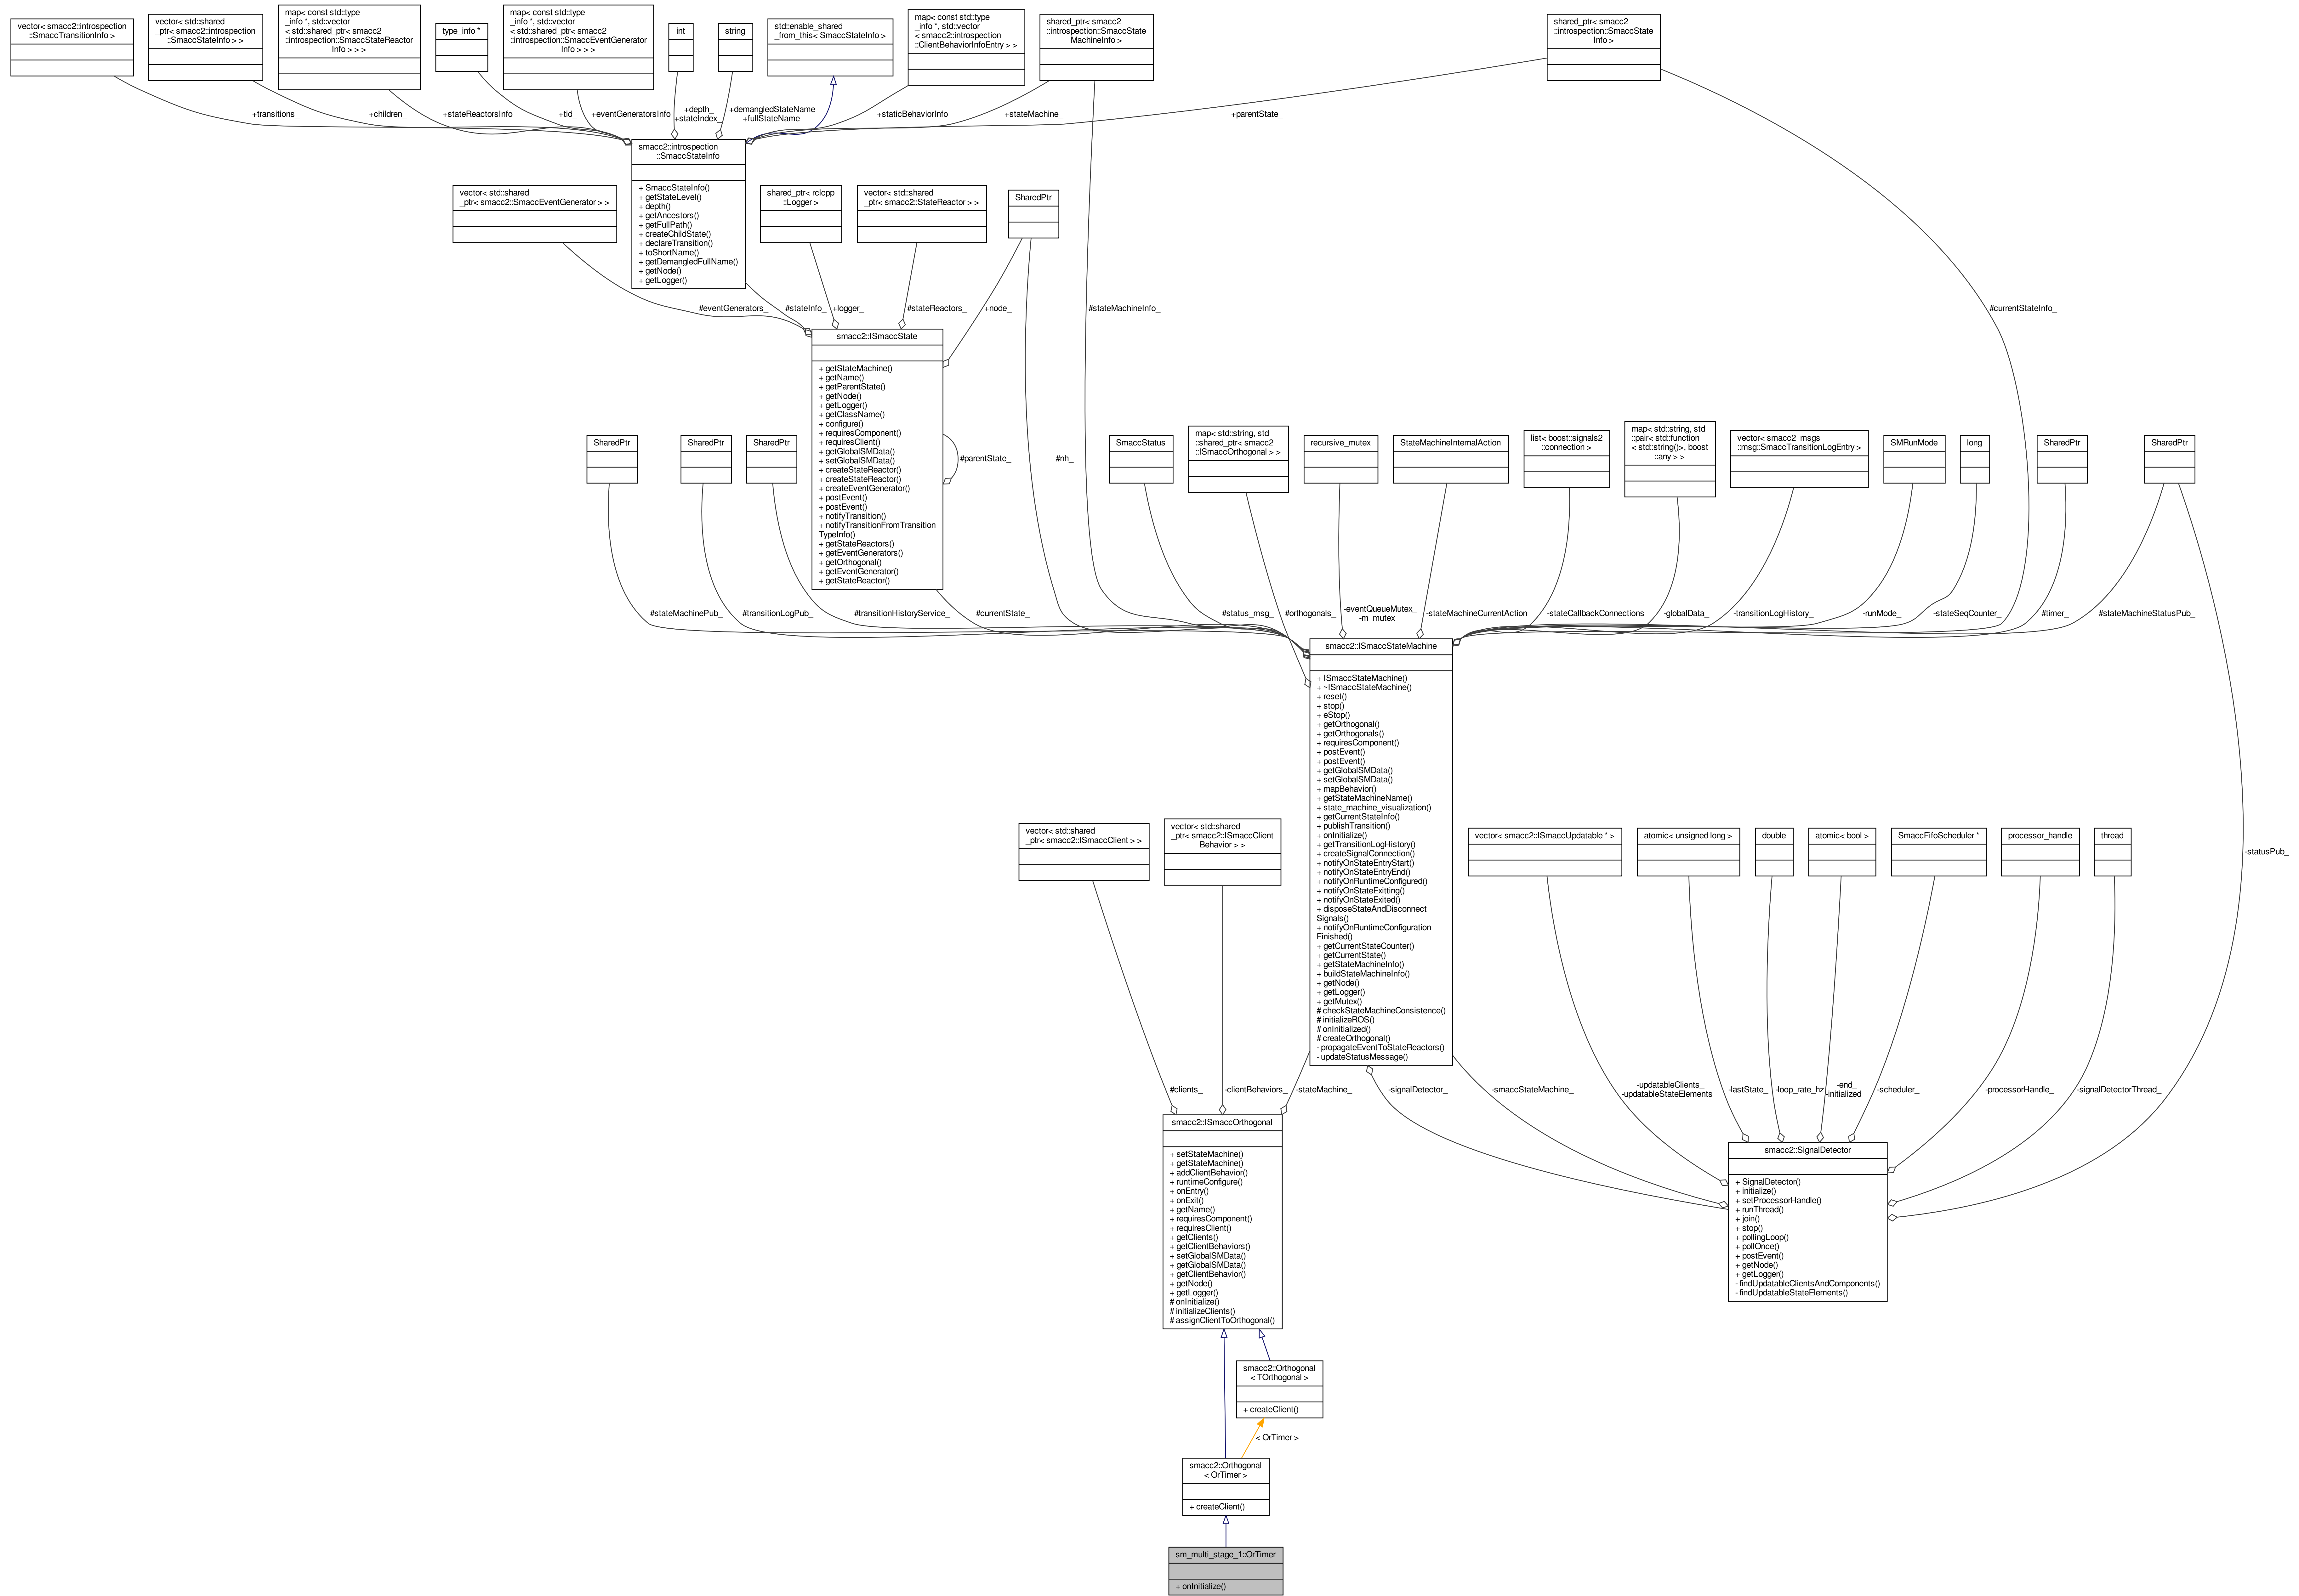 vector< smacc2::introspection
::SmaccTransitionInfo >
vector< std::shared
_ptr< smacc2::introspection
::SmaccStateInfo > >
map< const std::type
_info *, std::vector
< std::shared_ptr< smacc2
::introspection::SmaccStateReactor
Info > > >
type_info *
map< const std::type
_info *, std::vector
< std::shared_ptr< smacc2
::introspection::SmaccEventGenerator
Info > > >
int
string
std::enable_shared
_from_this< SmaccStateInfo >
map< const std::type
_info *, std::vector
< smacc2::introspection
::ClientBehaviorInfoEntry > >
shared_ptr< smacc2
::introspection::SmaccState
MachineInfo >
shared_ptr< smacc2
::introspection::SmaccState
Info >
+transitions_
+children_
+stateReactorsInfo
+tid_
+eventGeneratorsInfo
+depth_
+stateIndex_
+demangledStateName
+fullStateName
+staticBehaviorInfo
+stateMachine_
+parentState_
smacc2::introspection
::SmaccStateInfo
+ SmaccStateInfo()
+ getStateLevel()
+ depth()
+ getAncestors()
+ getFullPath()
+ createChildState()
+ declareTransition()
+ toShortName()
+ getDemangledFullName()
+ getNode()
+ getLogger()
vector< std::shared
_ptr< smacc2::SmaccEventGenerator > >
shared_ptr< rclcpp
::Logger >
vector< std::shared
_ptr< smacc2::StateReactor > >
SharedPtr
#eventGenerators_
#stateInfo_
+logger_
#stateReactors_
+node_
#stateMachineInfo_
#currentStateInfo_
smacc2::ISmaccState
+ getStateMachine()
+ getName()
+ getParentState()
+ getNode()
+ getLogger()
+ getClassName()
+ configure()
+ requiresComponent()
+ requiresClient()
+ getGlobalSMData()
+ setGlobalSMData()
+ createStateReactor()
+ createStateReactor()
+ createEventGenerator()
+ postEvent()
+ postEvent()
+ notifyTransition()
+ notifyTransitionFromTransition
TypeInfo()
+ getStateReactors()
+ getEventGenerators()
+ getOrthogonal()
+ getEventGenerator()
+ getStateReactor()
#parentState_
#nh_
SharedPtr
SharedPtr
SharedPtr
SmaccStatus
map< std::string, std
::shared_ptr< smacc2
::ISmaccOrthogonal > >
recursive_mutex
StateMachineInternalAction
list< boost::signals2
::connection >
map< std::string, std
::pair< std::function
< std::string()>, boost
::any > >
vector< smacc2_msgs
::msg::SmaccTransitionLogEntry >
SMRunMode
long
SharedPtr
SharedPtr
#stateMachinePub_
#transitionLogPub_
#transitionHistoryService_
#currentState_
#status_msg_
#orthogonals_
-eventQueueMutex_
-m_mutex_
-stateMachineCurrentAction
-stateCallbackConnections
-globalData_
-transitionLogHistory_
-runMode_
-stateSeqCounter_
#timer_
#stateMachineStatusPub_
smacc2::ISmaccStateMachine
+ ISmaccStateMachine()
+ ~ISmaccStateMachine()
+ reset()
+ stop()
+ eStop()
+ getOrthogonal()
+ getOrthogonals()
+ requiresComponent()
+ postEvent()
+ postEvent()
+ getGlobalSMData()
+ setGlobalSMData()
+ mapBehavior()
+ getStateMachineName()
+ state_machine_visualization()
+ getCurrentStateInfo()
+ publishTransition()
+ onInitialize()
+ getTransitionLogHistory()
+ createSignalConnection()
+ notifyOnStateEntryStart()
+ notifyOnStateEntryEnd()
+ notifyOnRuntimeConfigured()
+ notifyOnStateExitting()
+ notifyOnStateExited()
+ disposeStateAndDisconnect
Signals()
+ notifyOnRuntimeConfiguration
Finished()
+ getCurrentStateCounter()
+ getCurrentState()
+ getStateMachineInfo()
+ buildStateMachineInfo()
+ getNode()
+ getLogger()
+ getMutex()
# checkStateMachineConsistence()
# initializeROS()
# onInitialized()
# createOrthogonal()
- propagateEventToStateReactors()
- updateStatusMessage()
vector< std::shared
_ptr< smacc2::ISmaccClient > >
vector< std::shared
_ptr< smacc2::ISmaccClient
Behavior > >
vector< smacc2::ISmaccUpdatable * >
atomic< unsigned long >
double
atomic< bool >
SmaccFifoScheduler *
processor_handle
thread
-statusPub_
#clients_
-clientBehaviors_
-stateMachine_
-signalDetector_
-smaccStateMachine_
-updatableClients_
-updatableStateElements_
-lastState_
-loop_rate_hz
-end_
-initialized_
-scheduler_
-processorHandle_
-signalDetectorThread_
smacc2::ISmaccOrthogonal
+ setStateMachine()
+ getStateMachine()
+ addClientBehavior()
+ runtimeConfigure()
+ onEntry()
+ onExit()
+ getName()
+ requiresComponent()
+ requiresClient()
+ getClients()
+ getClientBehaviors()
+ setGlobalSMData()
+ getGlobalSMData()
+ getClientBehavior()
+ getNode()
+ getLogger()
# onInitialize()
# initializeClients()
# assignClientToOrthogonal()
smacc2::SignalDetector
+ SignalDetector()
+ initialize()
+ setProcessorHandle()
+ runThread()
+ join()
+ stop()
+ pollingLoop()
+ pollOnce()
+ postEvent()
+ getNode()
+ getLogger()
- findUpdatableClientsAndComponents()
- findUpdatableStateElements()
smacc2::Orthogonal
< TOrthogonal >
+ createClient()
< OrTimer >
smacc2::Orthogonal
< OrTimer >
+ createClient()
sm_multi_stage_1::OrTimer
+ onInitialize()